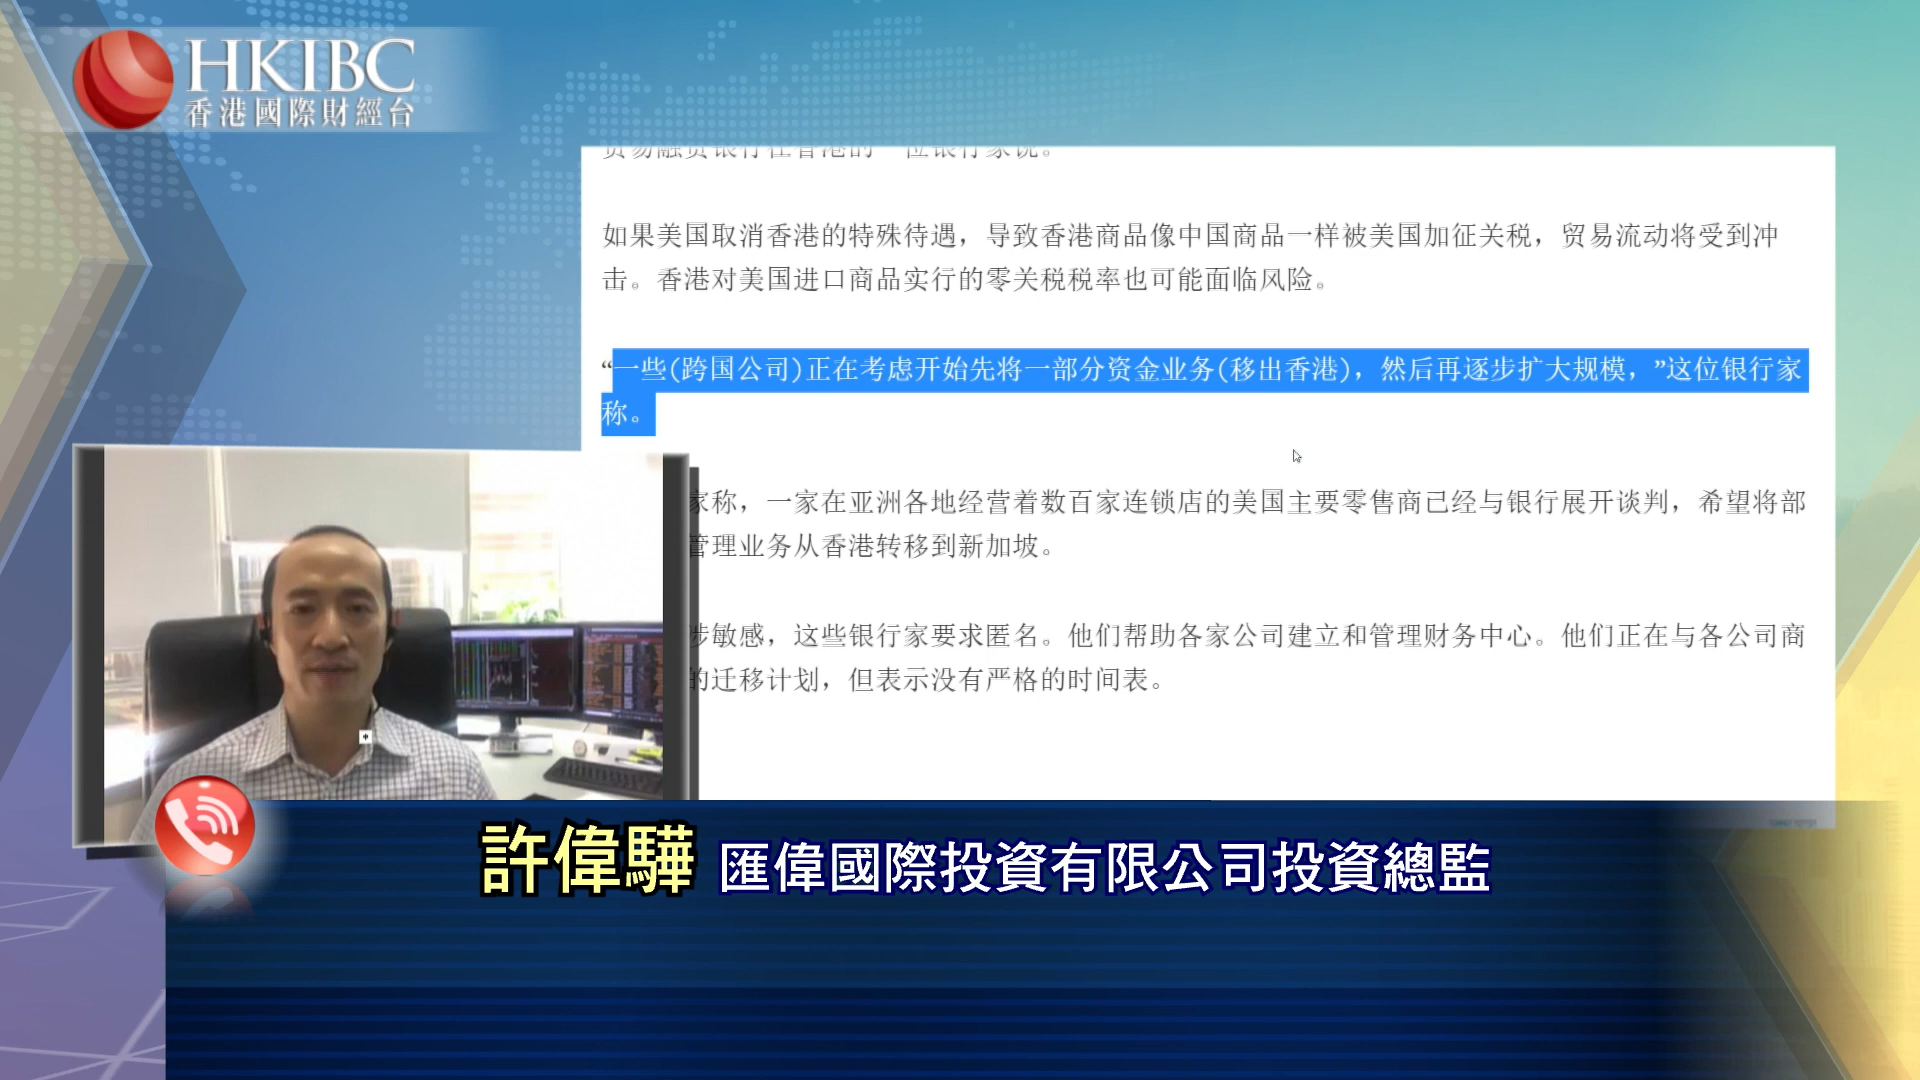 HKIBC
香港國際財經台
如果美国取消香港的特殊待遇，导致香港商品像中国商品一样被美国加征关税，贸易流动将受到冲
击。香港对美国进口商品实行的零关税税率也可能面临风险。
“一些(跨国公司)正在考虑开始先将一部分资金业务(移出香港)，然后再逐步扩大规模，”这位银行家
称。
家称，一家在亚洲各地经营着数百家连锁店的美国主要零售商已经与银行展开谈判，希望将部
管理业务从香港转移到新加坡。
涉敏感，这些银行家要求匿名。他们帮助各家公司建立和管理财务中心。他们正在与各公司商
的迁移计划，但表示没有严格的时间表。
許偉驊 匯偉國際投資有限公司投資總監